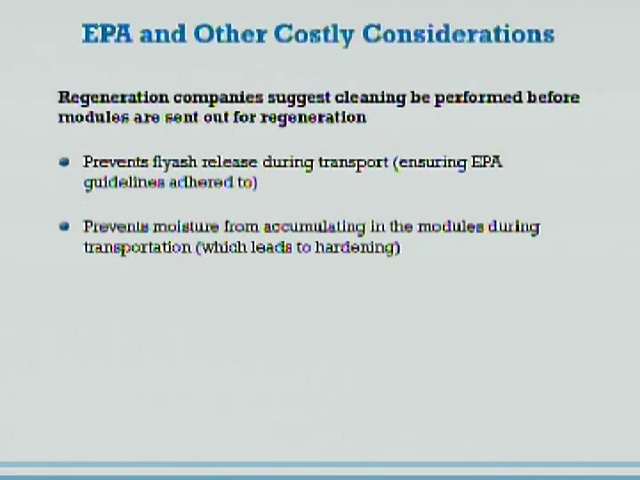 EPA and Other Costly Considerations
Regeneration companies suggest cleaning be performed before
modules are sent out for regeneration
Prevents flyash release during transport (ensuring EPA
guidelines adhered to)
Prevents moisture from accumulating in the modules during
transportation (which leads to hardening)